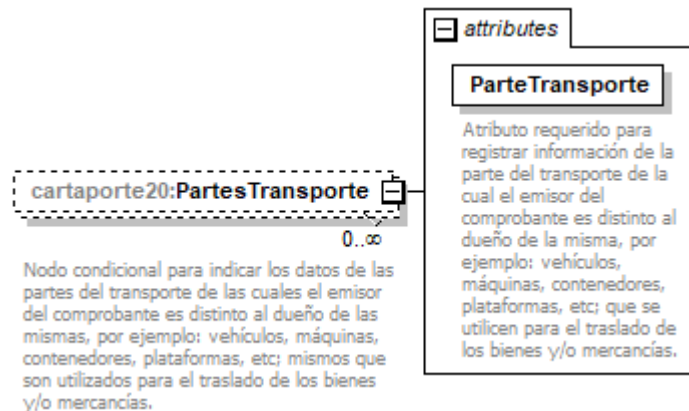 attributes
ParteTransporte
Atributo requerido para
registrar información de la
parte del transporte de la
cual el emisor del
comprobante es distinto al
dueño de la misma, por
ejemplo: vehículos,
máquinas, contenedores,
plataformas, etc; que se
utilicen para el traslado de
los bienes y/o mercancías.
cartaporte20:PartesTransporte
0..∞
Nodo condicional para indicar los datos de las
partes del transporte de las cuales el emisor
del comprobante es distinto al dueño de las
mismas, por ejemplo: vehículos, máquinas,
contenedores, plataformas, etc; mismos que
son utilizados para el traslado de los bienes
y/o mercancías.